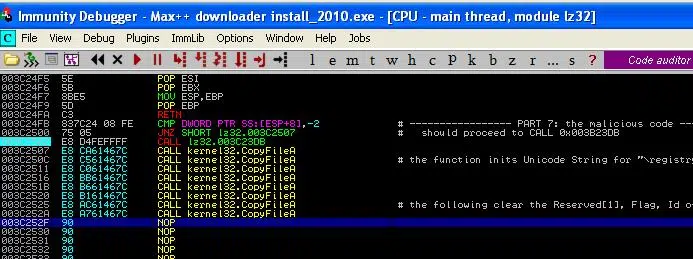 Immunity Debugger - Max++ downloader install_2010.exe - [CPU - main thread, module lz32]
C File View Debug Plugins ImmLib Options Window Help Jobs
l e m t w h c p k b z r ... s ? Code auditor
003C24F5 5E POP ESI
003C24F6 5B POP EBX
003C24F7 8BE5 MOV ESP,EBP
003C24F9 5D POP EBP
003C24FA C3 RETN
003C24FB 837C24 08 FE CMP DWORD PTR SS:[ESP+8],-2 # ----------------- PART 7: the malicious code ---
003C2500 75 05 JNZ SHORT lz32.003C2507 # should proceed to CALL 0x003B23DB
E8 D4FEFFFF CALL lz32.003C23DB
003C2507 E8 CA61467C CALL kernel32.CopyFileA
003C250C E8 C561467C CALL kernel32.CopyFileA # the function inits Unicode String for "\registr
003C2511 E8 C061467C CALL kernel32.CopyFileA
003C2516 E8 BB61467C CALL kernel32.CopyFileA
003C251B E8 B661467C CALL kernel32.CopyFileA
003C2520 E8 B161467C CALL kernel32.CopyFileA
003C2525 E8 AC61467C CALL kernel32.CopyFileA # the following clear the Reserved[1], Flag, Id o
003C252A E8 A761467C CALL kernel32.CopyFileA
003C252F 90 NOP
003C2530 90 NOP
003C2531 90 NOP
003C2532 90 NOP